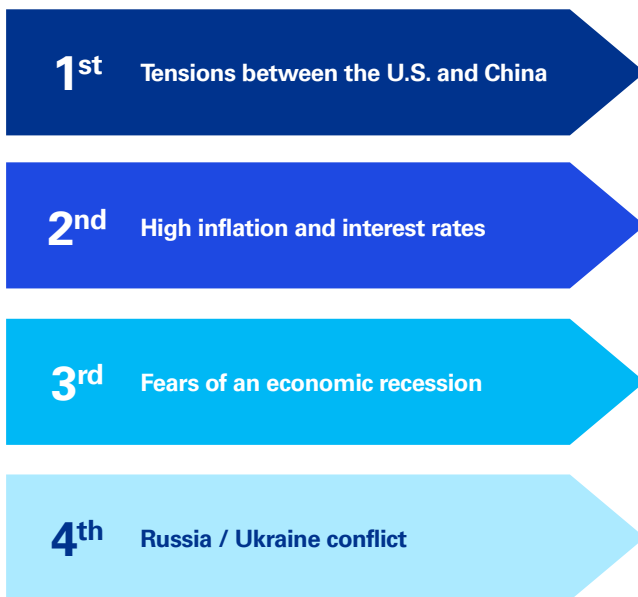 1st Tensions between the U.S. and China
2nd High inflation and interest rates
3rd Fears of an economic recession
4th Russia / Ukraine conflict